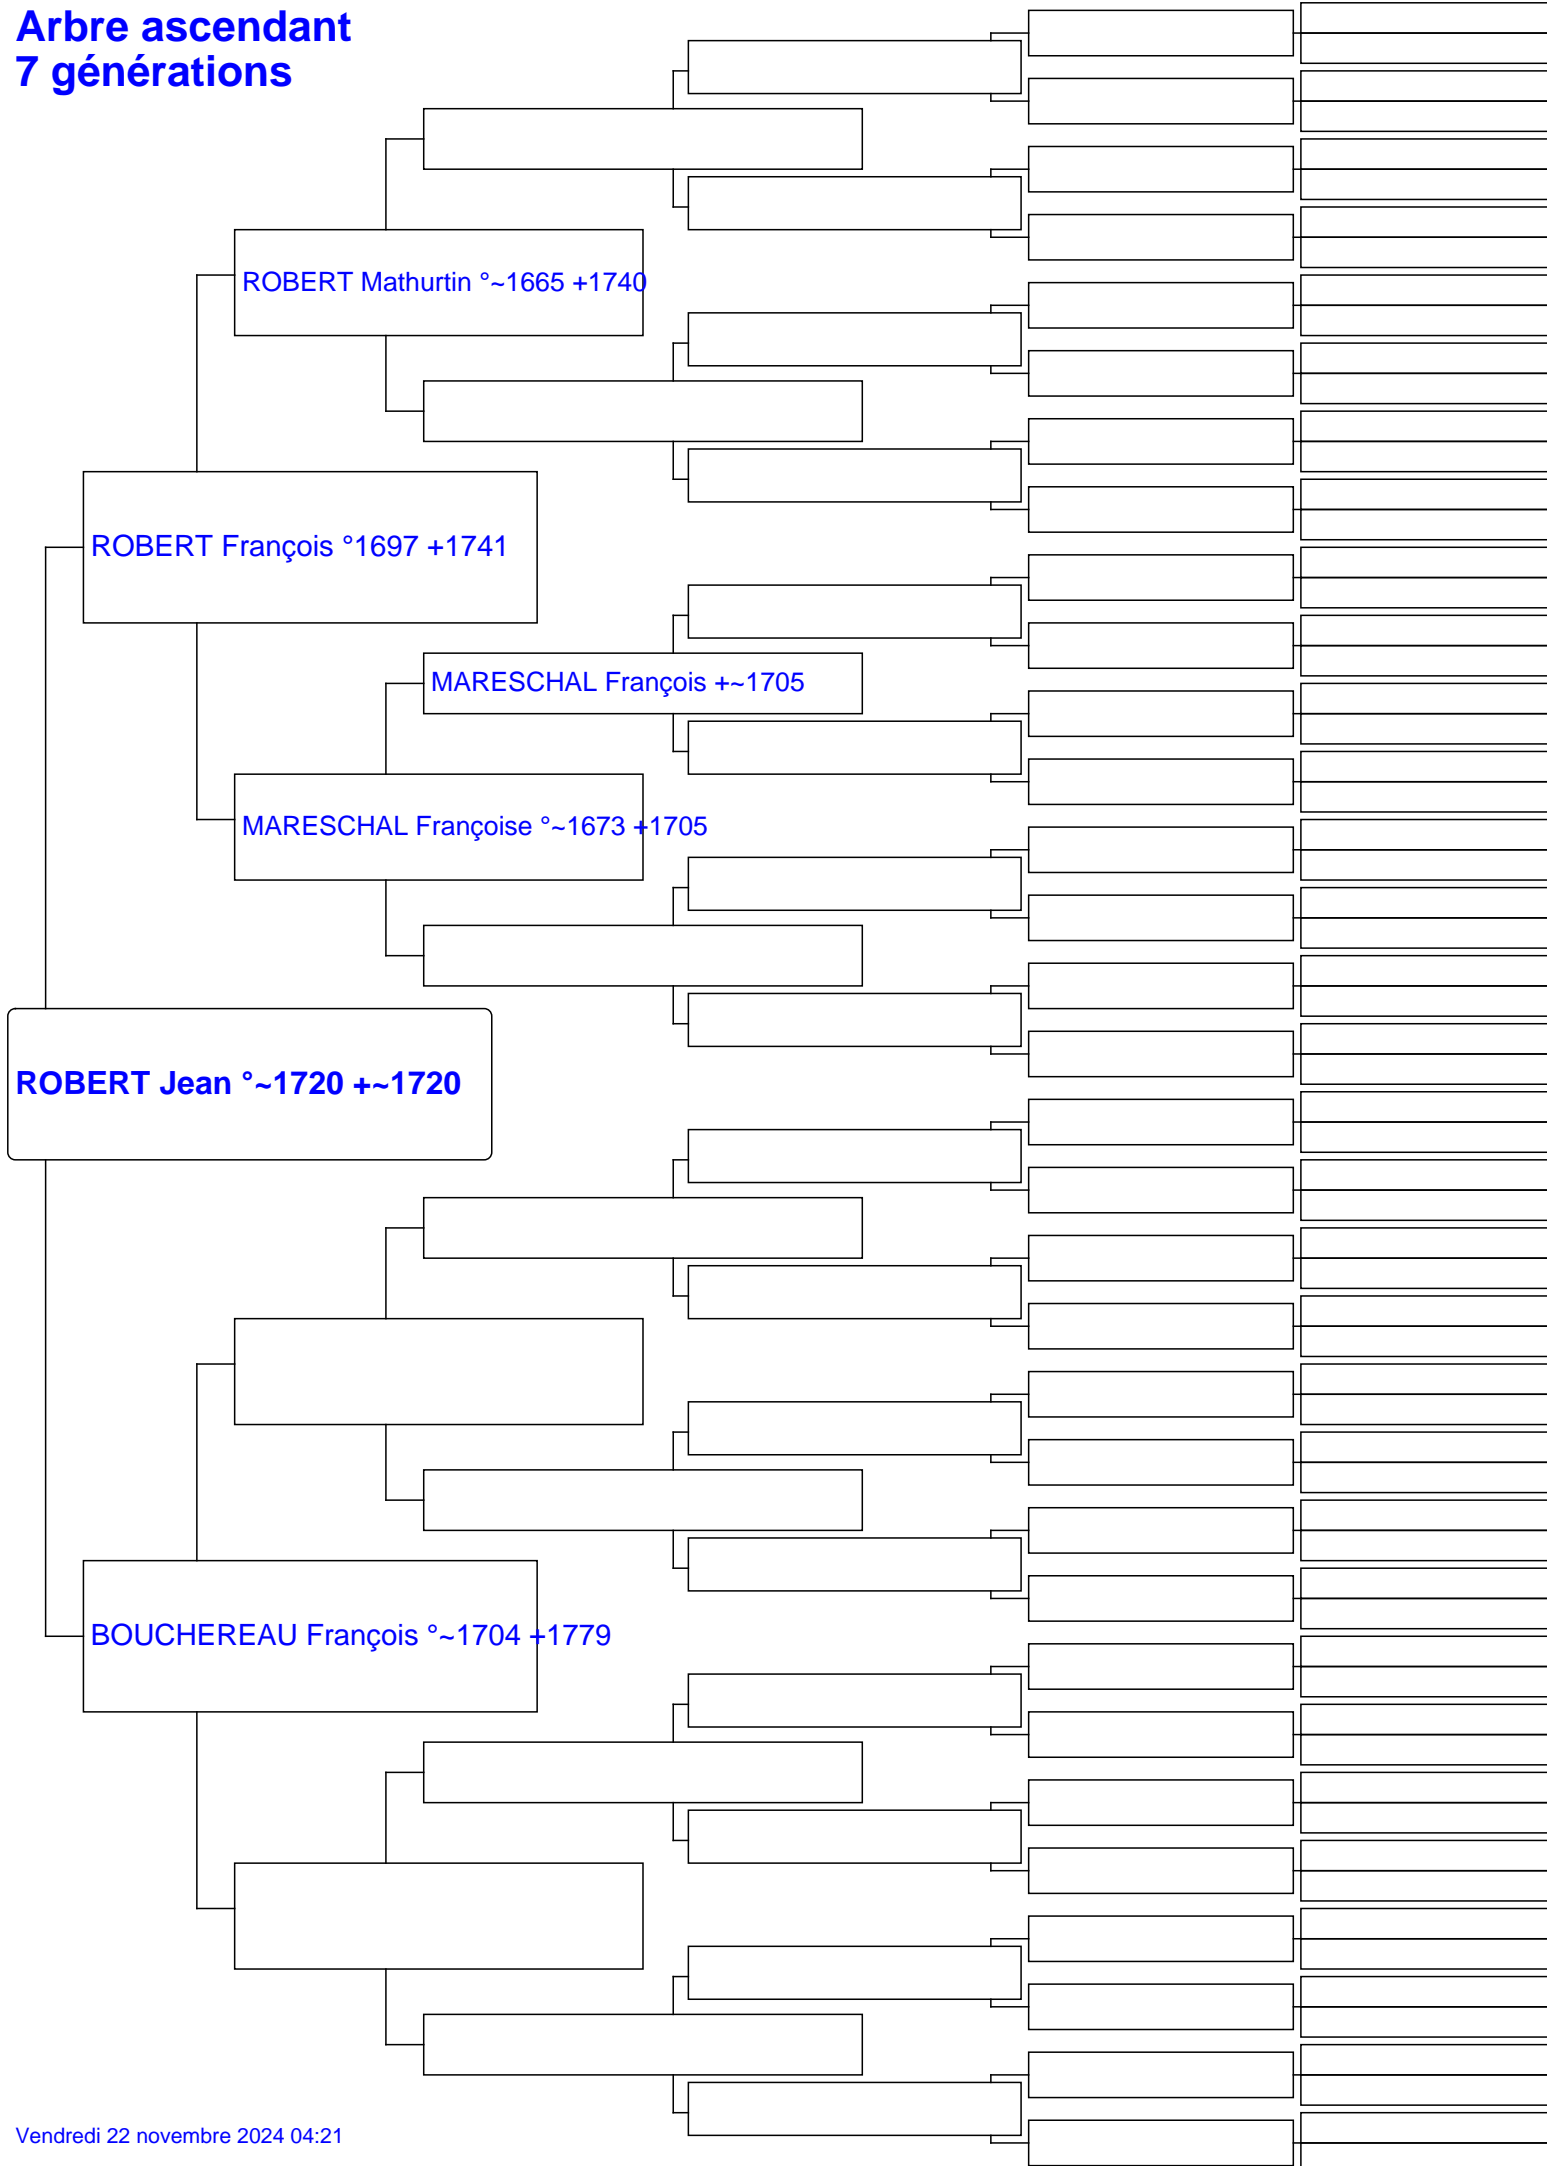 Arbre ascendant
7 générations
ROBERT Mathurtin °~1665 +1740
ROBERT François °1697 +1741
MARESCHAL François +~1705
MARESCHAL Françoise °~1673 +1705
ROBERT Jean °~1720 +~1720
BOUCHEREAU François °~1704 +1779
Vendredi 22 novembre 2024 04:21